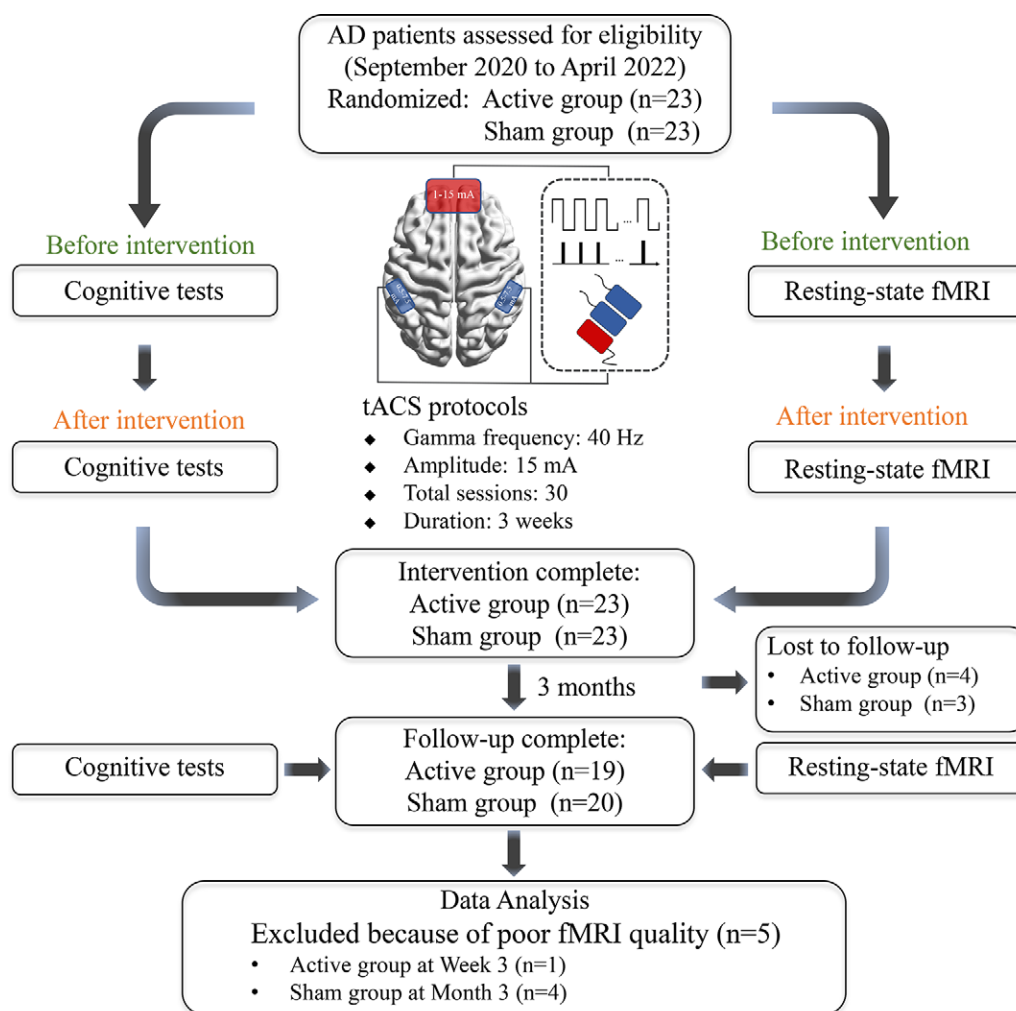 AD patients assessed for eligibility
(September 2020 to April 2022)
Randomized: Active group (n=23)
Sham group (n=23)
1-15 mA
Before intervention
Cognitive tests
Before intervention
Resting-state fMRI
...
...
After intervention
Cognitive tests
After intervention
Resting-state fMRI
tACS protocols
◆ Gamma frequency: 40 Hz
◆ Amplitude: 15 mA
◆ Total sessions: 30
◆ Duration: 3 weeks
Intervention complete:
Active group (n=23)
Sham group (n=23)
3 months
Lost to follow-up
• Active group (n=4)
• Sham group (n=3)
Cognitive tests
Follow-up complete:
Active group (n=19)
Sham group (n=20)
Resting-state fMRI
Data Analysis
Excluded because of poor fMRI quality (n=5)
• Active group at Week 3 (n=1)
• Sham group at Month 3 (n=4)